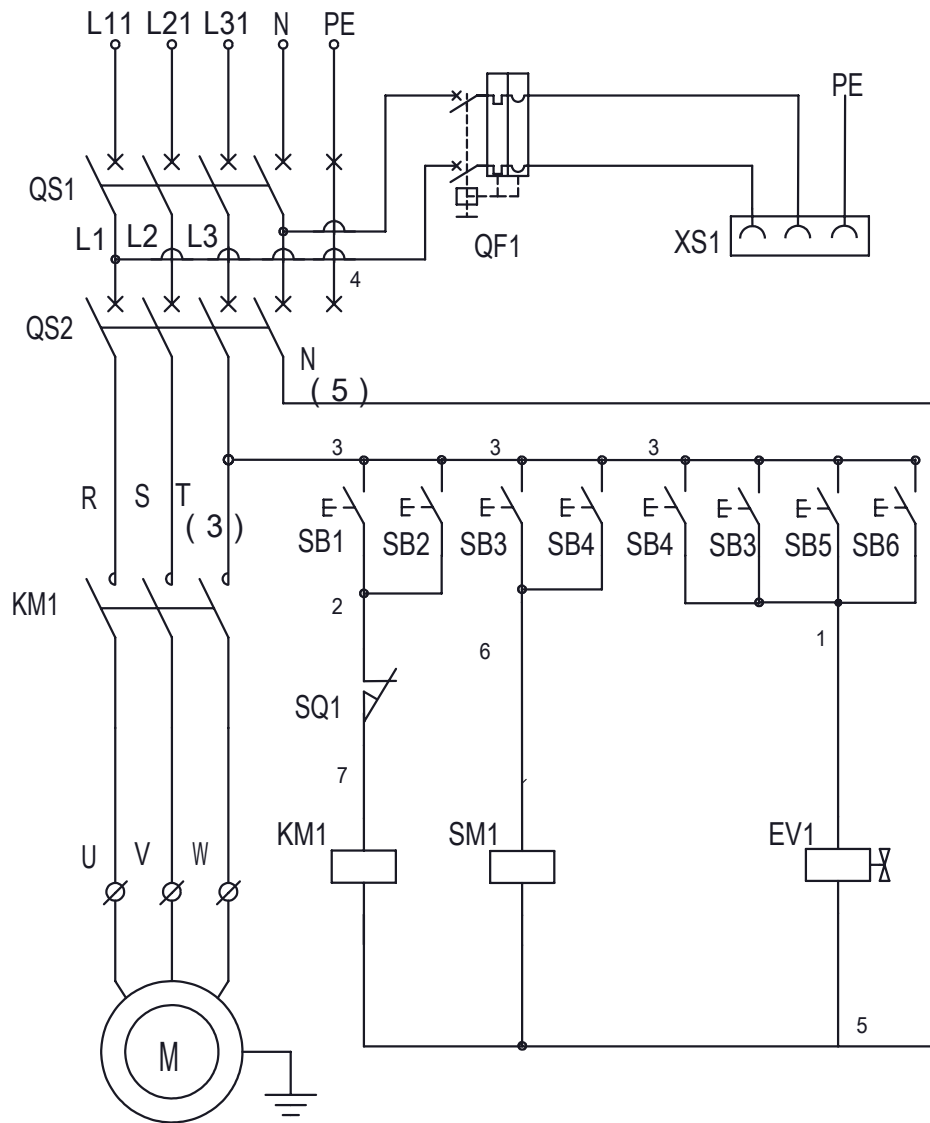 L11 L21 L31 N PE
PE
QS1
L1 L2 L3
QF1
XS1
4
QS2
N
( 5 )
3 3 3
R S T
( 3 )
SB1 SB2 SB3 SB4 SB4 SB3 SB5 SB6
KM1
2
6
1
SQ1
7
KM1 SM1 EV1
U V W
5
M